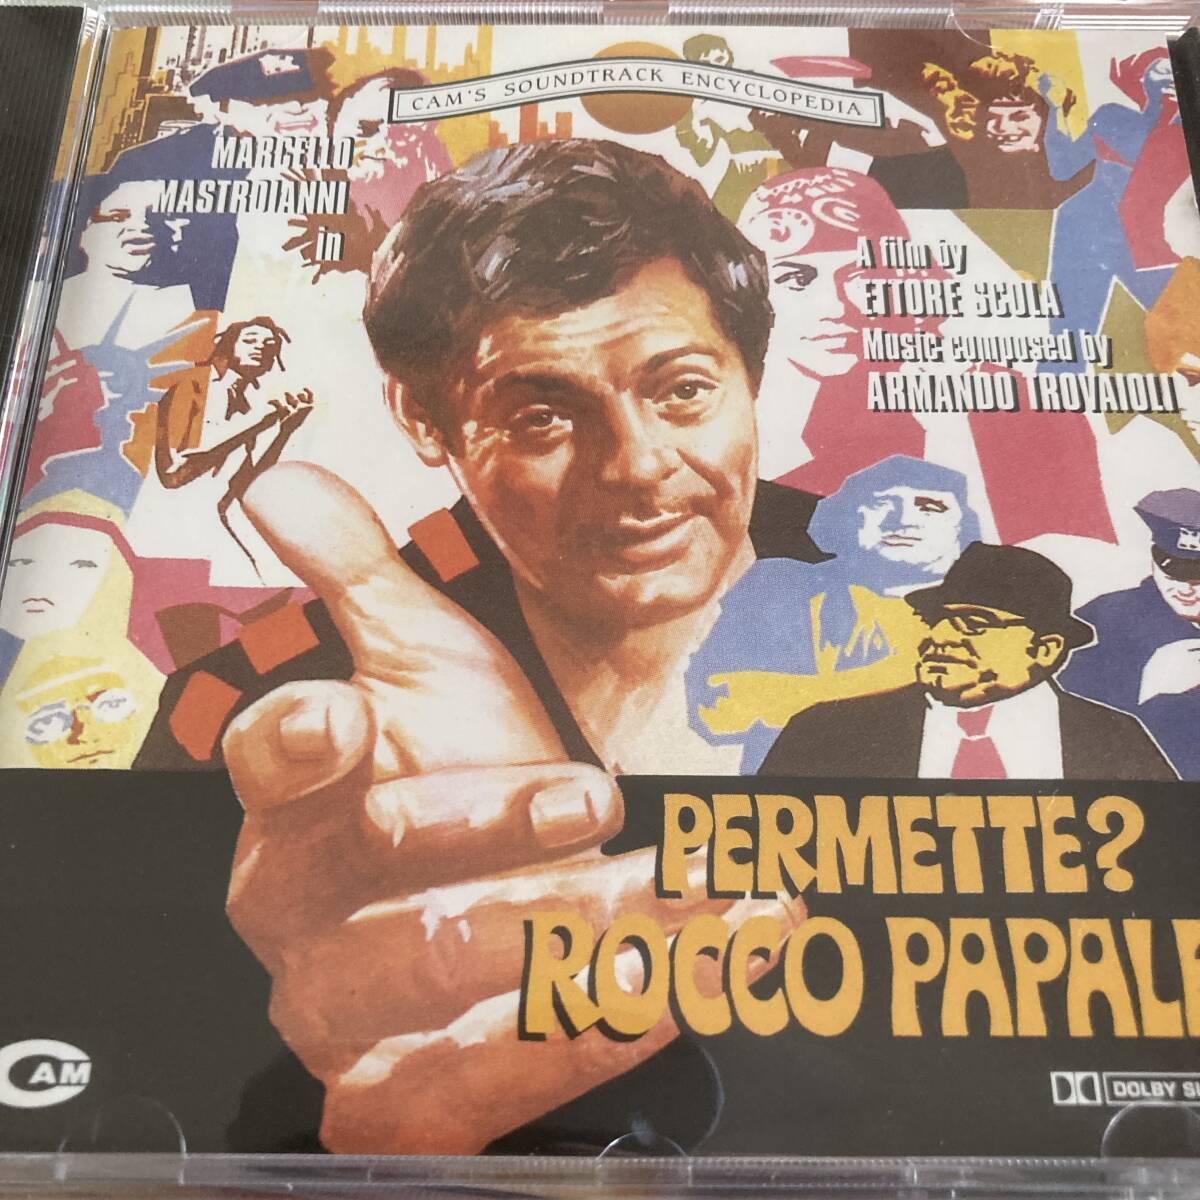 CAM'S SOUNDTRACK ENCYCLOPEDIA
MARCELLO
MASTROIANNI
in
A film by
ETTORE SCOLA
Music composed by
ARMANDO TROVAIOLI
PERMETTE?
ROCCO PAPALE
CAM
DOLBY SU